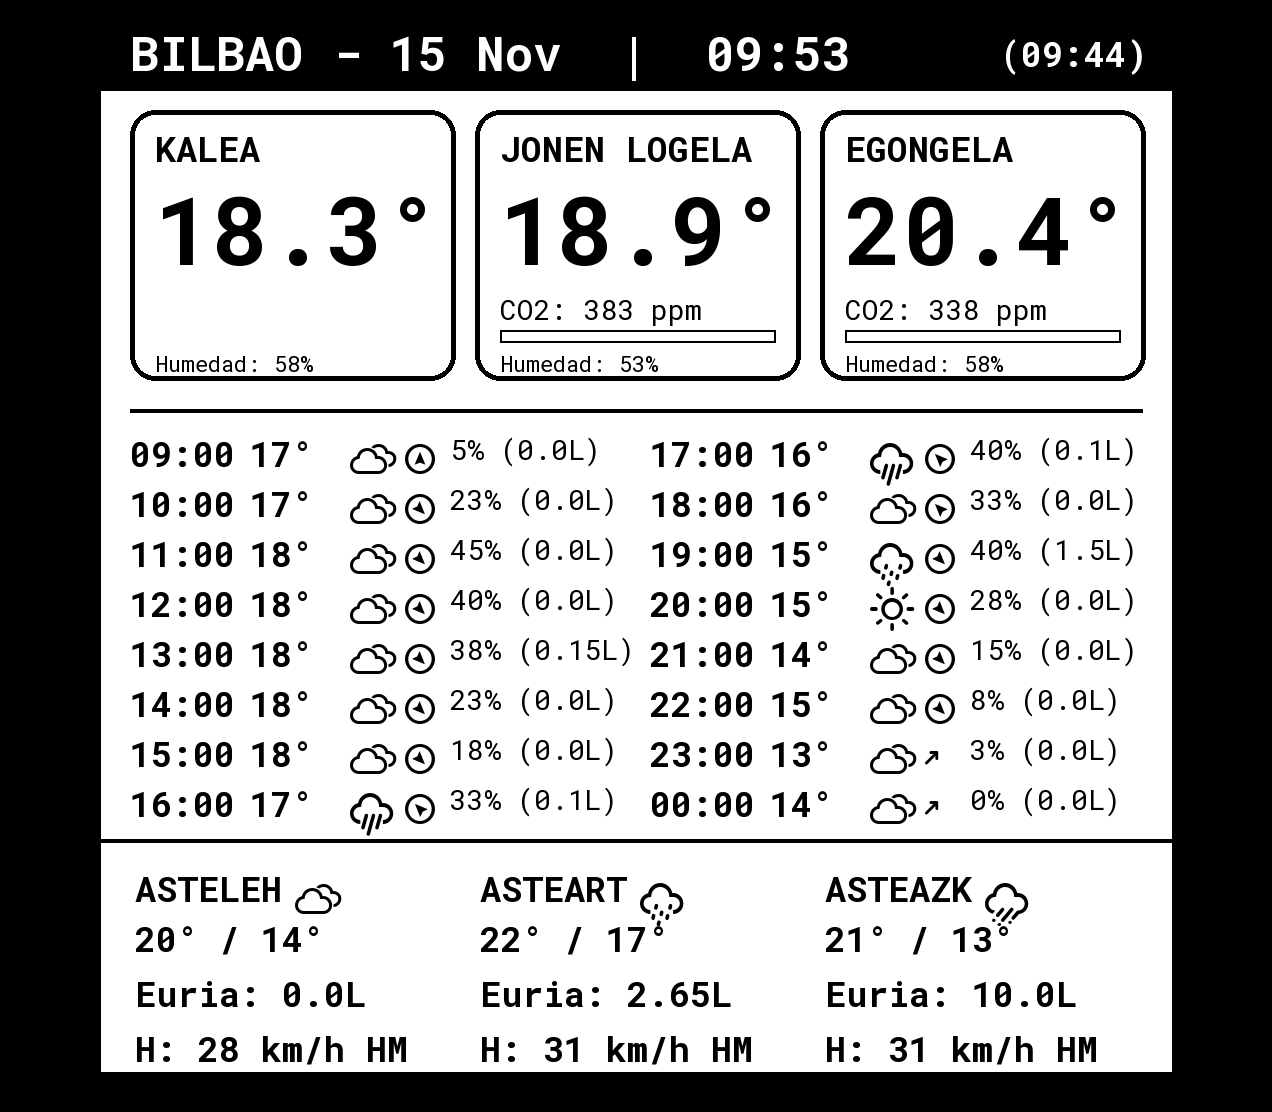 BILBAO - 15 Nov | 09:53 (09:44)
KALEA
18.3°
Humedad: 58%
JONEN LOGELA
18.9°
CO2: 383 ppm
Humedad: 53%
EGONGELA
20.4°
CO2: 338 ppm
Humedad: 58%
09:00 17° 5% (0.0L)
10:00 17° 23% (0.0L)
11:00 18° 45% (0.0L)
12:00 18° 40% (0.0L)
13:00 18° 38% (0.15L)
14:00 18° 23% (0.0L)
15:00 18° 18% (0.0L)
16:00 17° 33% (0.1L)
17:00 16° 40% (0.1L)
18:00 16° 33% (0.0L)
19:00 15° 40% (1.5L)
20:00 15° 28% (0.0L)
21:00 14° 15% (0.0L)
22:00 15° 8% (0.0L)
23:00 13° 3% (0.0L)
00:00 14° 0% (0.0L)
ASTELEH
20° / 14°
Euria: 0.0L
H: 28 km/h HM
ASTEART
22° / 17°
Euria: 2.65L
H: 31 km/h HM
ASTEAZK
21° / 13°
Euria: 10.0L
H: 31 km/h HM